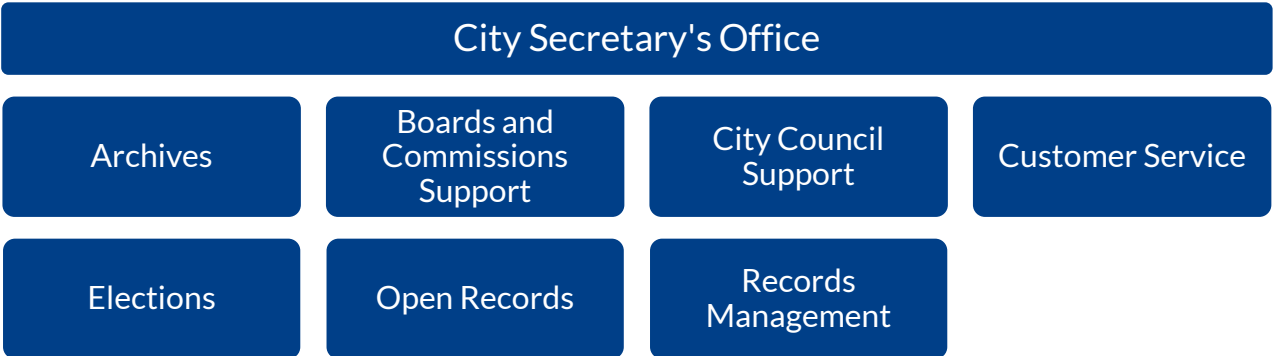 City Secretary's Office
Archives
Boards and
Commissions
Support
City Council
Support
Customer Service
Elections
Open Records
Records
Management